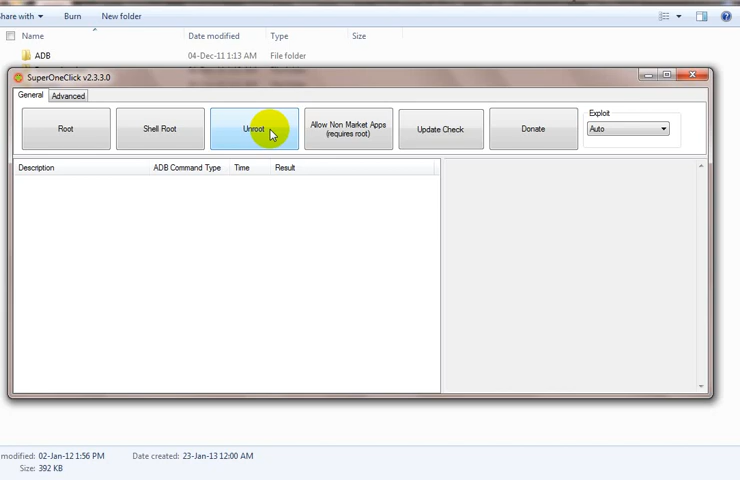 Share with Burn New folder
Name Date modified Type Size
ADB 04-Dec-11 1:13 AM File folder
SuperOneClick v2.3.3.0
General Advanced
Root Shell Root Unroot Allow Non Market Apps
(requires root) Update Check Donate Exploit
Auto
Description ADB Command Type Time Result
modified: 02-Jan-12 1:56 PM Date created: 23-Jan-13 12:00 AM
Size: 392 KB